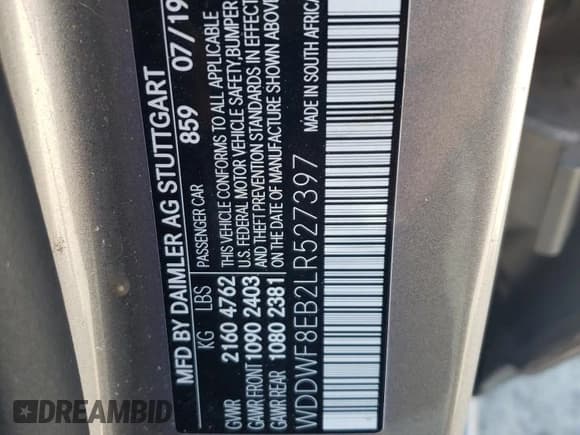 MFD BY DAIMLER AG STUTTGART
859 07/19
PASSENGER CAR
THIS VEHICLE CONFORMS TO ALL APPLICABLE
U.S. FEDERAL MOTOR VEHICLE SAFETY, BUMPER
AND THEFT PREVENTION STANDARDS IN EFFECT
ON THE DATE OF MANUFACTURE SHOWN ABOVE
KG LBS
GVWR 2160 4762
GAWR FRONT 1090 2403
GAWR REAR 1080 2381
WDDWF8EB2LR527397
MADE IN SOUTH AFRICA
DREAMBID